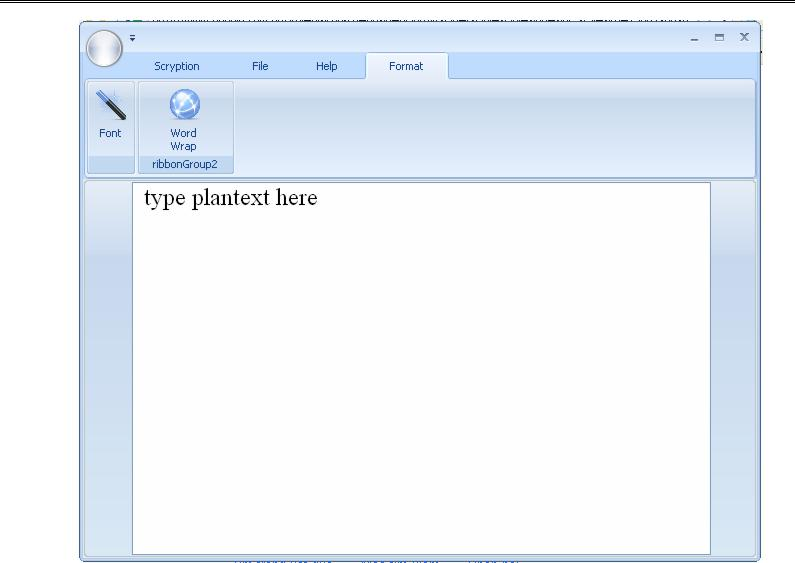 Scryption File Help Format
Font
Word
Wrap
ribbonGroup2
type plantext here